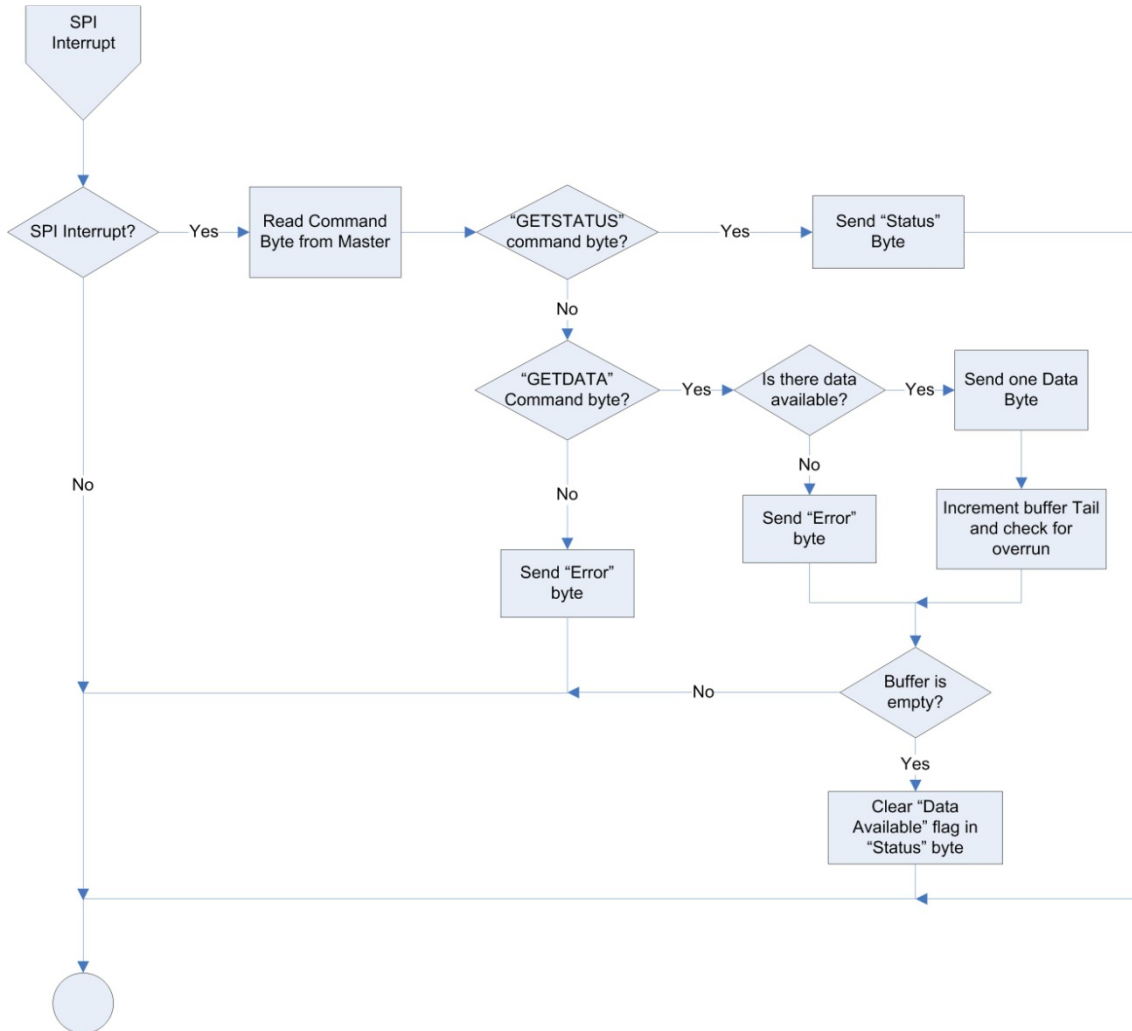 SPI
Interrupt
SPI Interrupt?
Yes
Read Command
Byte from Master
“GETSTATUS”
command byte?
Yes
Send “Status”
Byte
No
“GETDATA”
Command byte?
Yes
Is there data
available?
Yes
Send one Data
Byte
No
No
No
Send “Error”
byte
Increment buffer Tail
and check for
overrun
Send “Error”
byte
Buffer is
empty?
No
Yes
Clear “Data
Available” flag in
“Status” byte